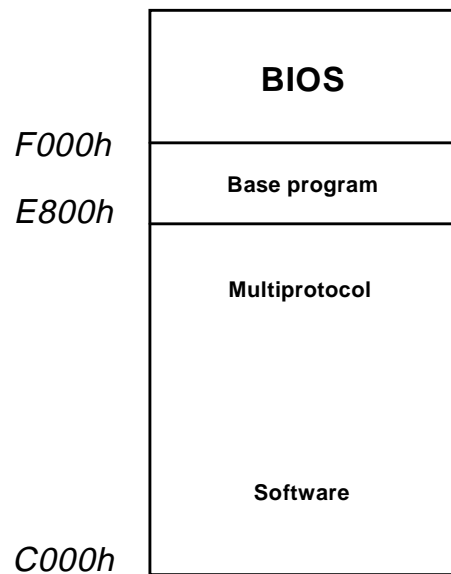 BIOS
F000h
Base program
E800h
Multiprotocol
Software
C000h